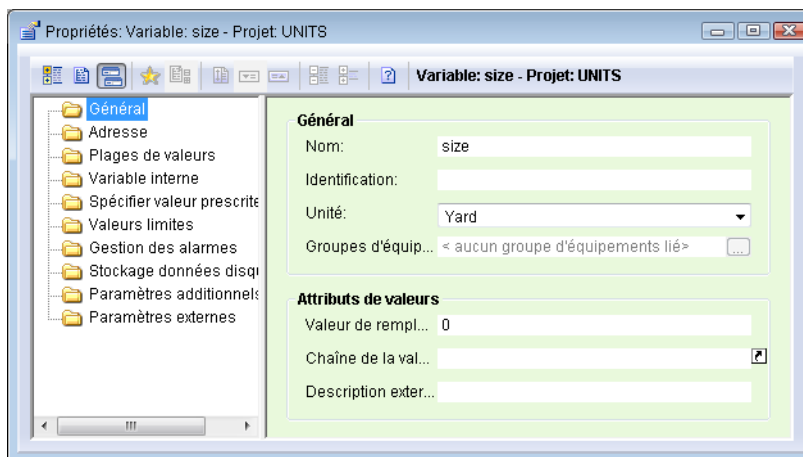 Propriétés: Variable: size - Projet: UNITS
Variable: size - Projet: UNITS
Général
Adresse
Plages de valeurs
Variable interne
Spécifier valeur prescrite
Valeurs limites
Gestion des alarmes
Stockage données disq
Paramètres additionnels
Paramètres externes
Général
Nom: size
Identification:
Unité: Yard
Groupes d'équip... < aucun groupe d'équipements lié> ...
Attributs de valeurs
Valeur de rempl... 0
Chaîne de la val...
Description exter...